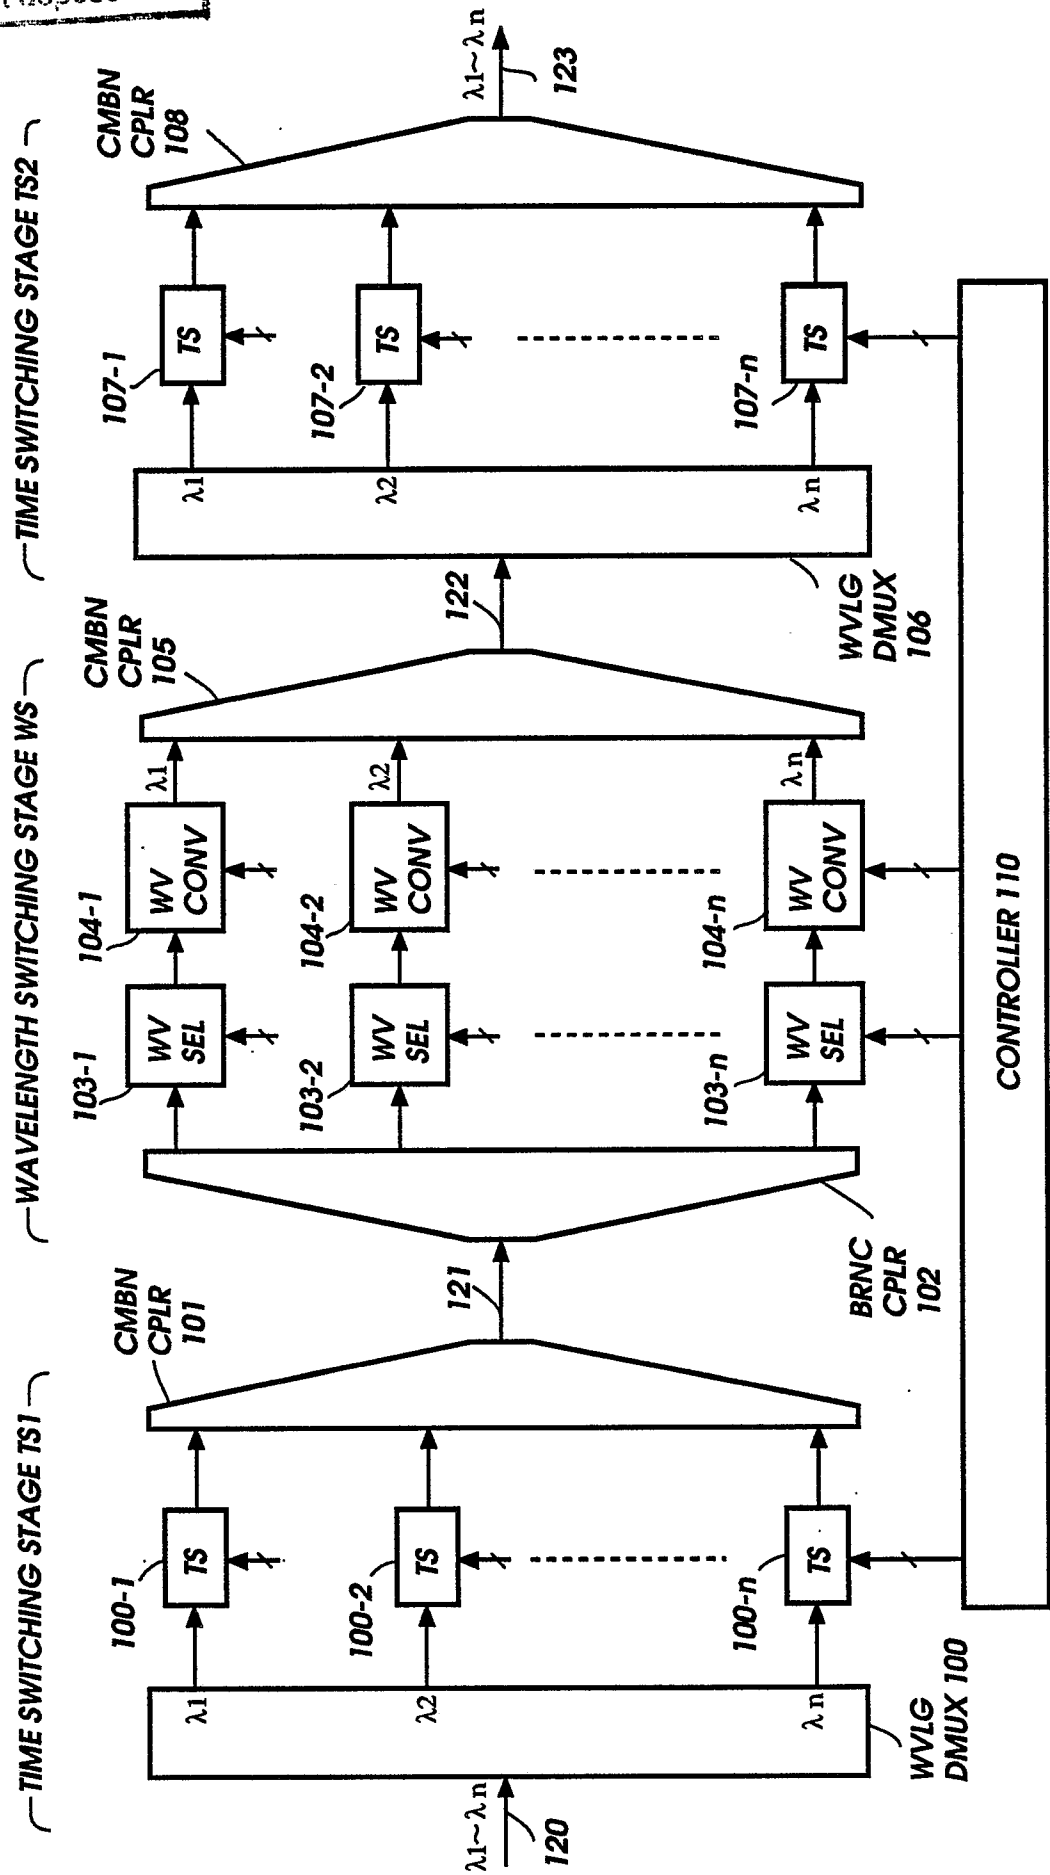 TIME SWITCHING STAGE TS1
WAVELENGTH SWITCHING STAGE WS
TIME SWITCHING STAGE TS2
λ1~λn
120
λ1
λ2
λn
WVLG
DMUX 100
100-1
TS
100-2
TS
100-n
TS
CMBN
CPLR
101
121
BRNC
CPLR
102
103-1
WV
SEL
103-2
WV
SEL
103-n
WV
SEL
104-1
WV
CONV
104-2
WV
CONV
104-n
WV
CONV
λ1
λ2
λn
CMBN
CPLR
105
122
WVLG
DMUX
106
λ1
λ2
λn
107-1
TS
107-2
TS
107-n
TS
CMBN
CPLR
108
λ1~λn
123
CONTROLLER 110